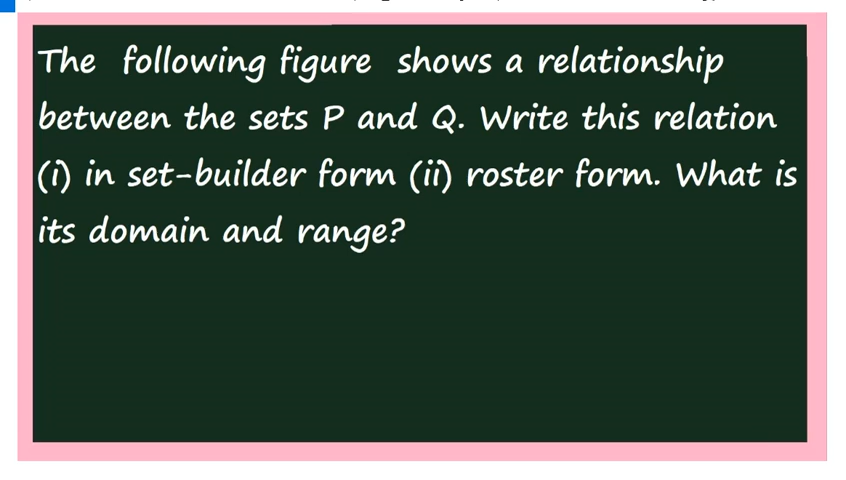 The following figure shows a relationship
between the sets P and Q. Write this relation
(i) in set-builder form (ii) roster form. What is
its domain and range?